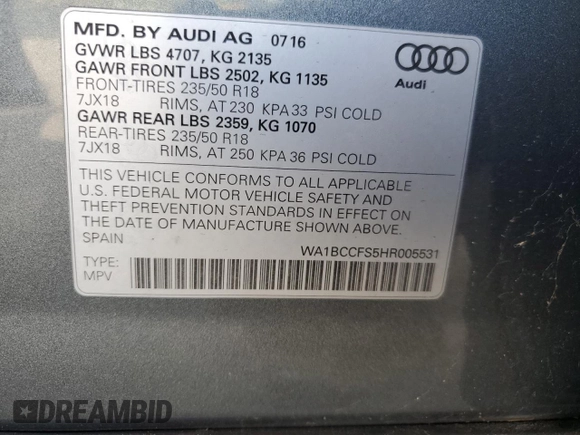 MFD. BY AUDI AG 0716
GVWR LBS 4707, KG 2135
GAWR FRONT LBS 2502, KG 1135
FRONT-TIRES 235/50 R18
7JX18 RIMS, AT 230 KPA 33 PSI COLD
GAWR REAR LBS 2359, KG 1070
REAR-TIRES 235/50 R18
7JX18 RIMS, AT 250 KPA 36 PSI COLD
Audi
THIS VEHICLE CONFORMS TO ALL APPLICABLE
U.S. FEDERAL MOTOR VEHICLE SAFETY AND
THEFT PREVENTION STANDARDS IN EFFECT ON
THE DATE OF MANUFACTURE SHOWN ABOVE.
SPAIN WA1BCCFS5HR005531
TYPE:
MPV
DREAMBID